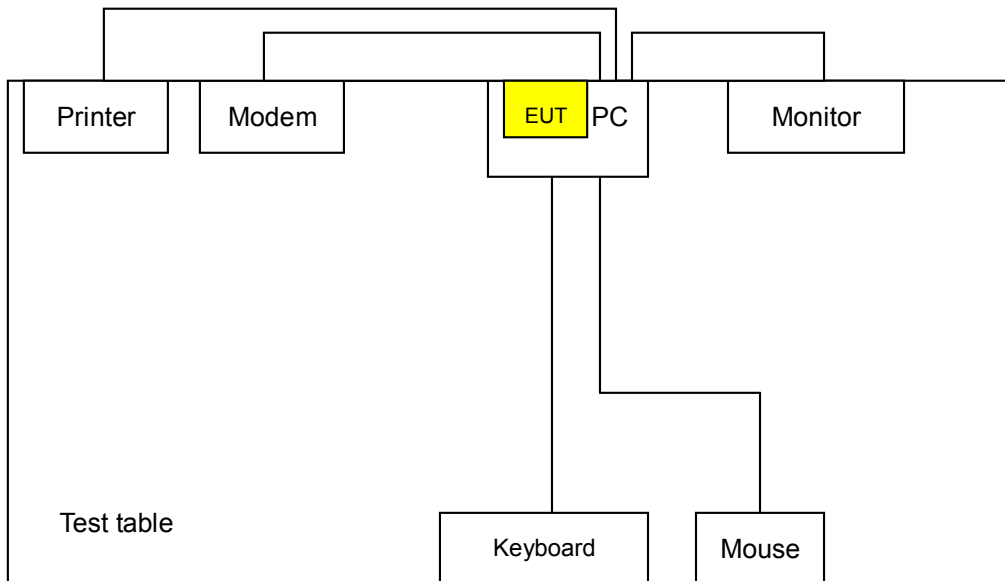 Printer
Modem
EUT
PC
Monitor
Test table
Keyboard
Mouse